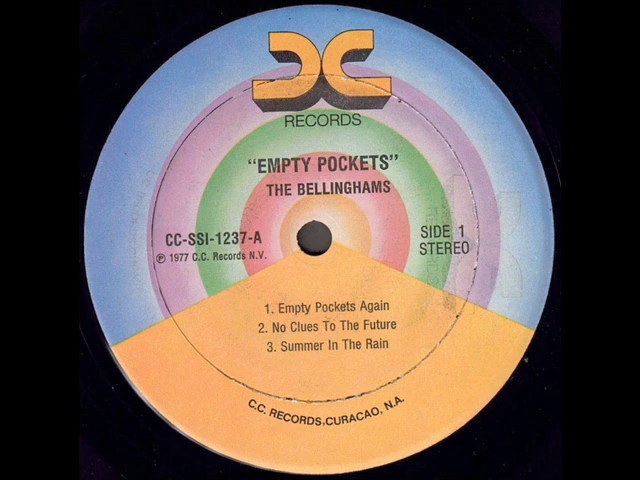 CC
RECORDS
"EMPTY POCKETS"
THE BELLINGHAMS
CC-SSI-1237-A
℗ 1977 C.C. Records N.V.
SIDE 1
STEREO
1. Empty Pockets Again
2. No Clues To The Future
3. Summer In The Rain
C.C. RECORDS,CURACAO, N.A.